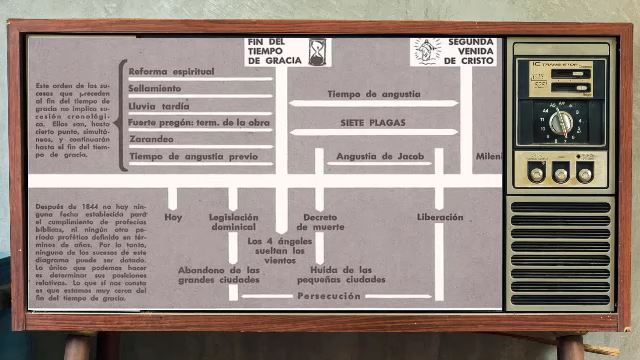 FIN DEL
TIEMPO
DE GRACIA
SEGUNDA
VENIDA
DE CRISTO
Este orden de los su-
cesos que preceden
al fin del tiempo de
gracia no implica su-
cesión cronológi-
ca. Ellos son, hasta
cierto punto, simultá-
neos, y continuarán
hasta el fin del tiem-
po de gracia.
Reforma espiritual
Sellamiento
Lluvia tardía
Fuerte pregón: term. de la obra
Zarandeo
Tiempo de angustia previo
Tiempo de angustia
SIETE PLAGAS
Angustia de Jacob
Mileni
Después de 1844 no hay nin-
guna fecha establecida para
el cumplimiento de profecías
bíblicas, ni ningún otro pe-
ríodo profético definido en tér-
minos de años. Por lo tanto,
ninguno de los sucesos de este
diagrama puede ser datado.
Lo único que podemos hacer
es determinar sus posiciones
relativas. Lo que sí nos consta
es que estamos muy cerca del
fin del tiempo de gracia.
Hoy
Legislación
dominical
Decreto
de muerte
Liberación
Los 4 ángeles
sueltan los
vientos
Abandono de las
grandes ciudades
Huida de las
pequeñas ciudades
Persecución